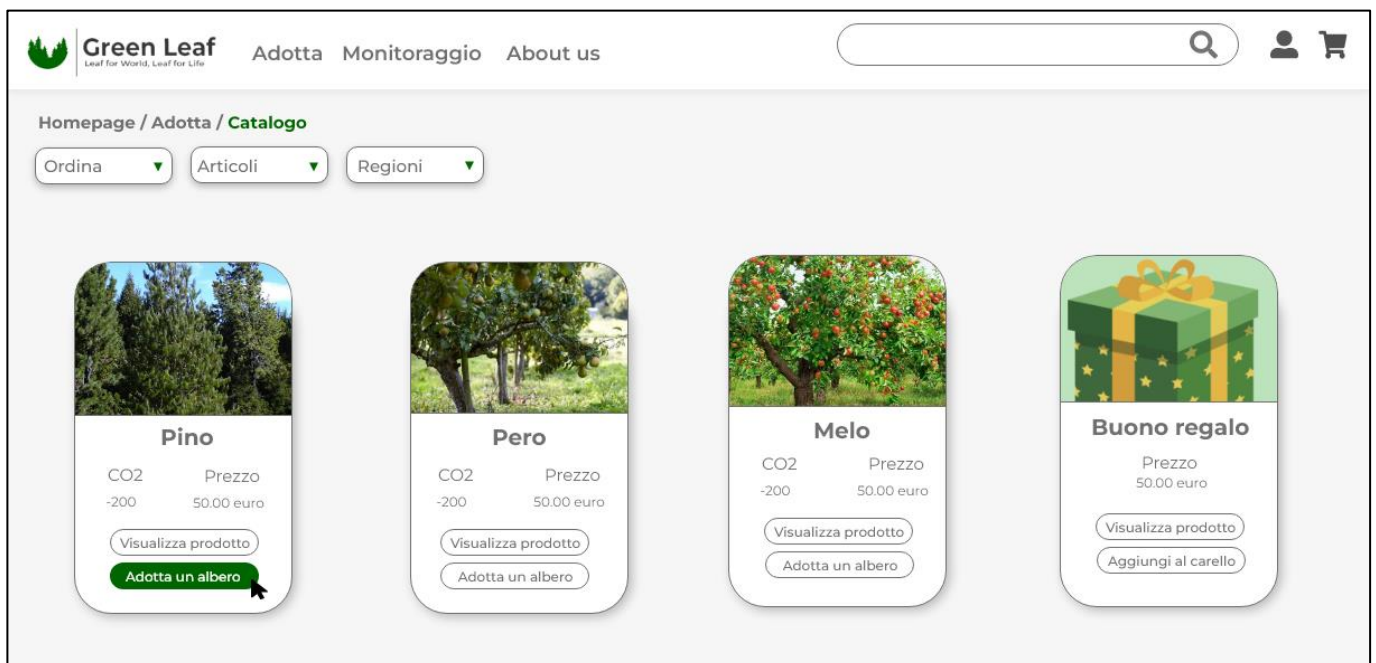 Green Leaf
Leaf for World, Leaf for Life
Adotta Monitoraggio About us
Homepage / Adotta / Catalogo
Ordina ▼ Articoli ▼ Regioni ▼
Pino
CO2 Prezzo
-200 50.00 euro
Visualizza prodotto
Adotta un albero
Pero
CO2 Prezzo
-200 50.00 euro
Visualizza prodotto
Adotta un albero
Melo
CO2 Prezzo
-200 50.00 euro
Visualizza prodotto
Adotta un albero
Buono regalo
Prezzo
50.00 euro
Visualizza prodotto
Aggiungi al carello